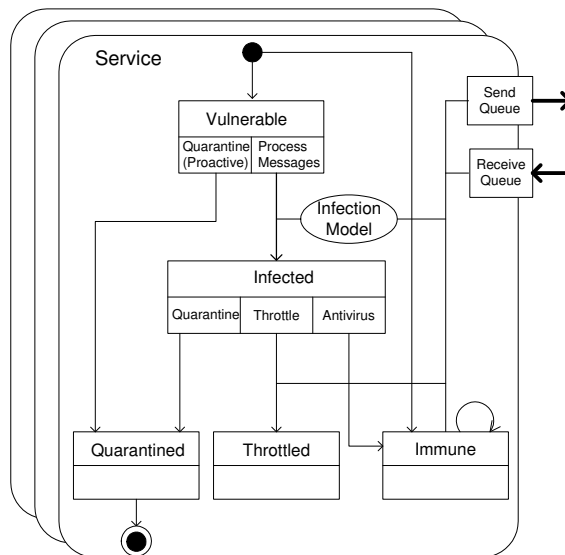 Service
Send
Queue
Vulnerable
Quarantine
(Proactive)
Process
Messages
Receive
Queue
Infection
Model
Infected
Quarantine
Throttle
Antivirus
Quarantined
Throttled
Immune